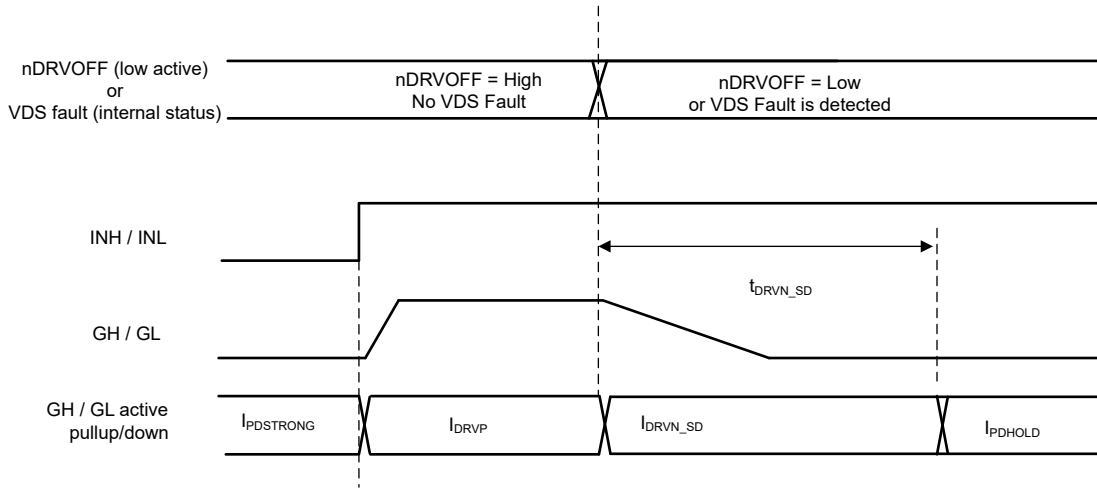 nDRVOFF (low active)
or
VDS fault (internal status)
nDRVOFF = High
No VDS Fault
nDRVOFF = Low
or VDS Fault is detected
INH / INL
tDRVN_SD
GH / GL
GH / GL active
pullup/down
IPDSTRONG
IDRVP
IDRVN_SD
IPDHOLD